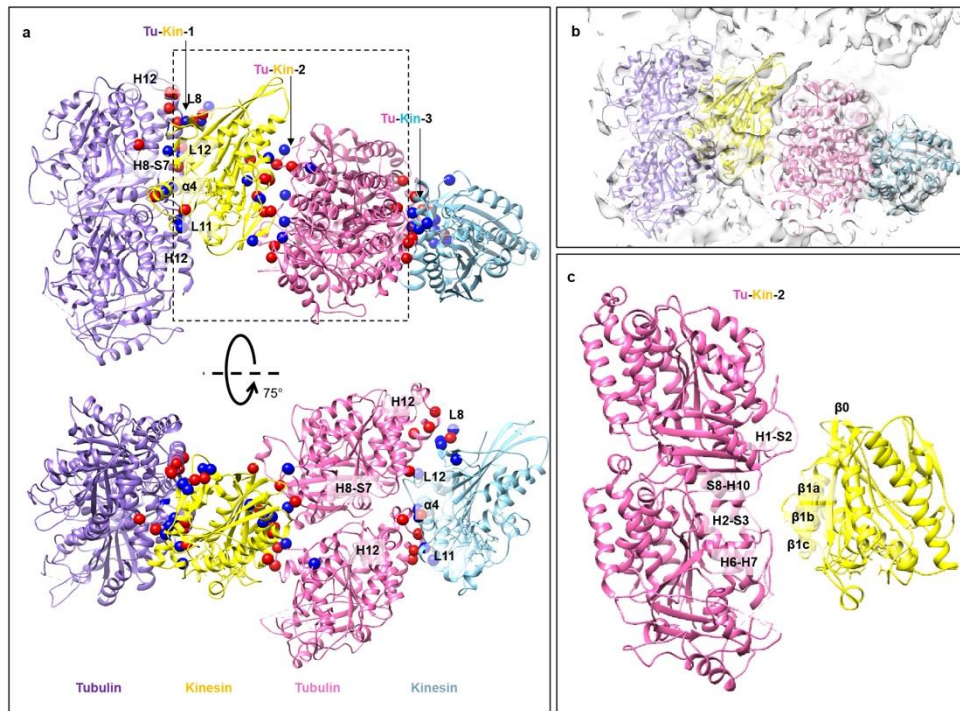 a
Tu-Kin-1
Tu-Kin-2
H12
L8
Tu-Kin-3
L12
H8-S7
α4
L11
H12
75°
H12
L8
L12
H8-S7
α4
H12
L11
Tubulin Kinesin Tubulin Kinesin
b
c
Tu-Kin-2
β0
H1-S2
S8-H10
β1a
H2-S3
β1b
β1c
H6-H7